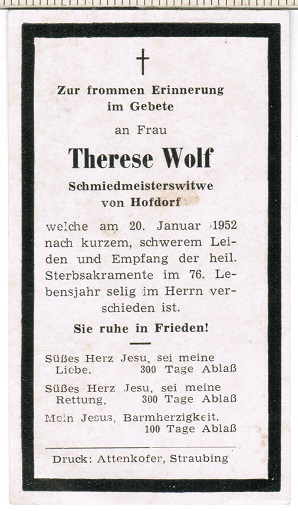 Zur frommen Erinnerung
im Gebete
an Frau
Therese Wolf
Schmiedmeisterswitwe
von Hofdorf
welche am 20. Januar 1952
nach kurzem, schwerem Lei-
den und Empfang der heil.
Sterbsakramente im 76. Le-
bensjahr selig im Herrn ver-
schieden ist.
Sie ruhe in Frieden!
Süßes Herz Jesu, sei meine
Liebe. 300 Tage Ablaß
Süßes Herz Jesu, sei meine
Rettung. 300 Tage Ablaß
Mein Jesus, Barmherzigkeit.
100 Tage Ablaß
Druck: Attenkofer, Straubing